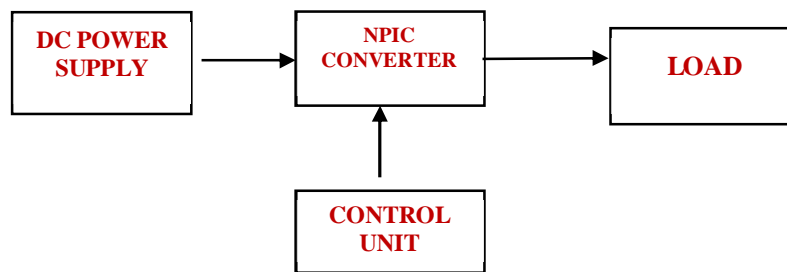 DC POWER
SUPPLY
NPIC
CONVERTER
LOAD
CONTROL
UNIT